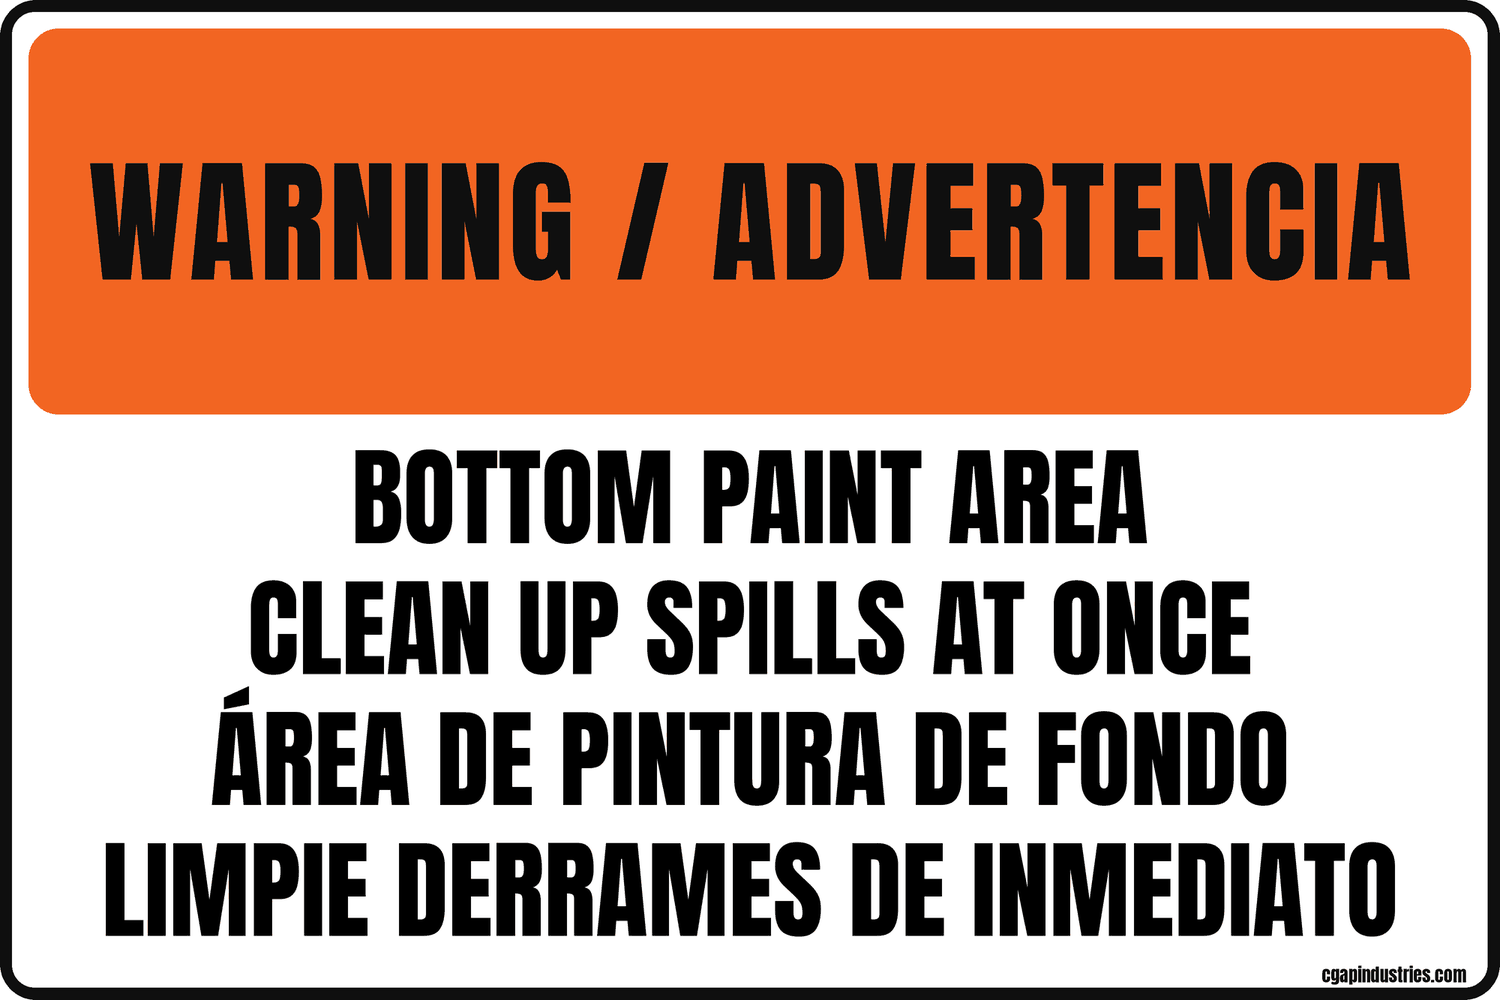 WARNING / ADVERTENCIA
BOTTOM PAINT AREA
CLEAN UP SPILLS AT ONCE
ÁREA DE PINTURA DE FONDO
LIMPIE DERRAMES DE INMEDIATO
cgapindustries.com